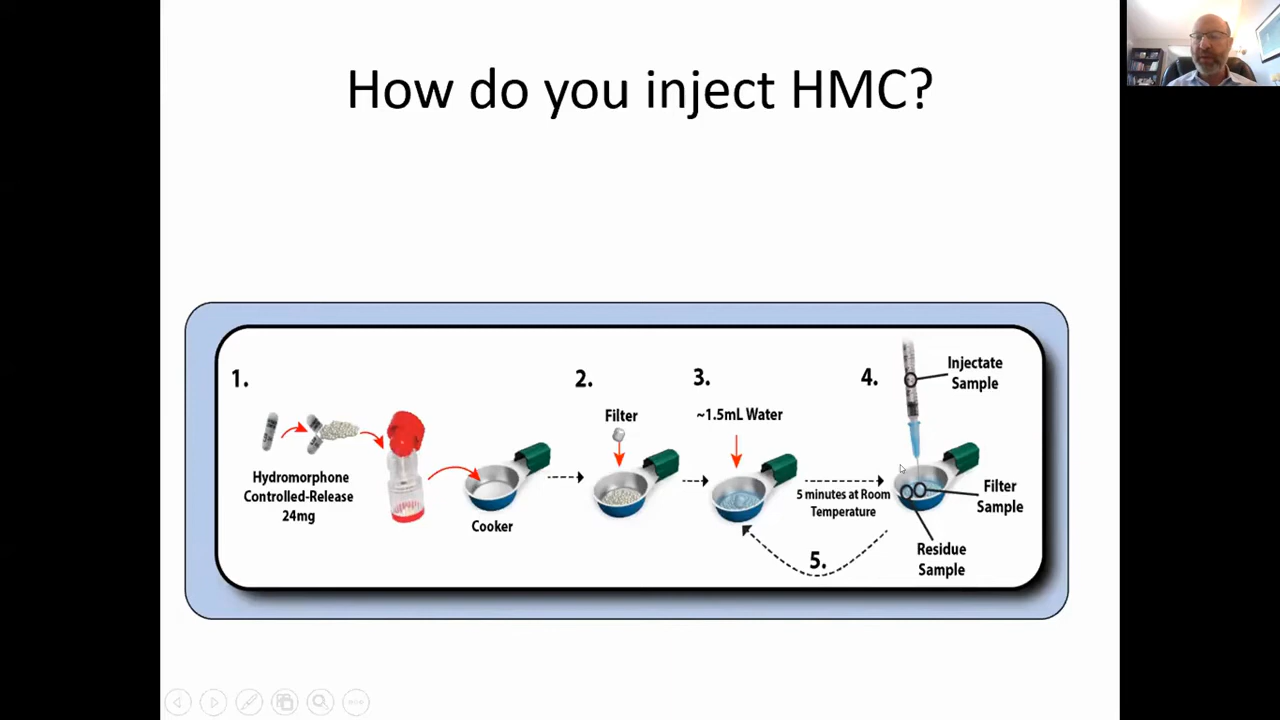 How do you inject HMC?
1.
Hydromorphone
Controlled-Release
24mg
Cooker
2.
Filter
3.
~1.5mL Water
5 minutes at Room
Temperature
4.
Injectate
Sample
Filter
Sample
Residue
Sample
5.